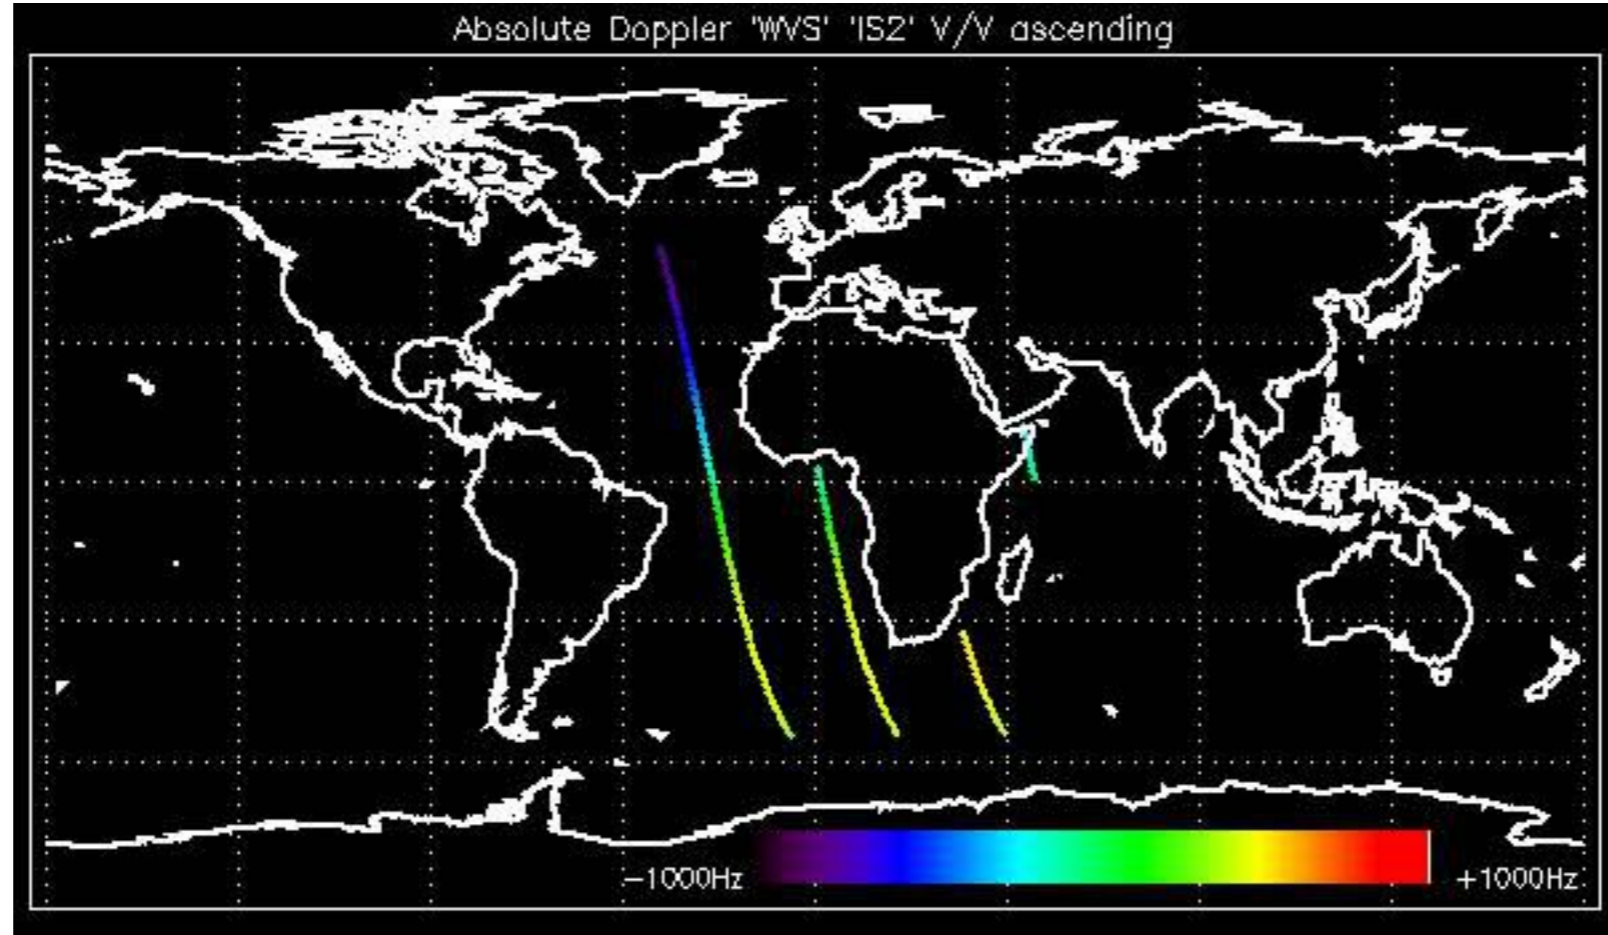 Absolute Doppler 'WVS' 'IS2' V/V ascending
−1000Hz
+1000Hz